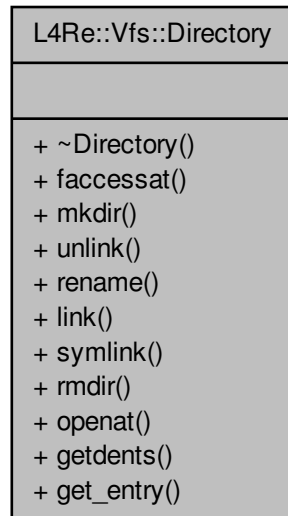 L4Re::Vfs::Directory
+ ~Directory()
+ faccessat()
+ mkdir()
+ unlink()
+ rename()
+ link()
+ symlink()
+ rmdir()
+ openat()
+ getdents()
+ get_entry()